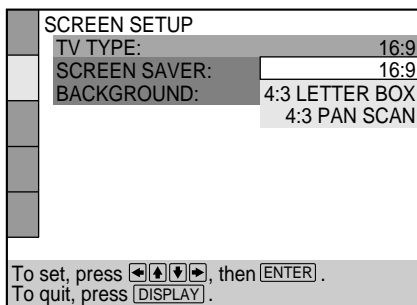 SCREEN SETUP
TV TYPE: 16:9
SCREEN SAVER: 16:9
BACKGROUND: 4:3 LETTER BOX
4:3 PAN SCAN
To set, press ←↑↓→, then ENTER.
To quit, press DISPLAY.